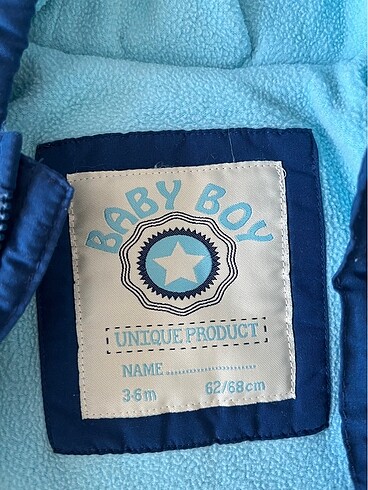 BABY BOY
UNIQUE PRODUCT
NAME........................
3-6m 62/68cm